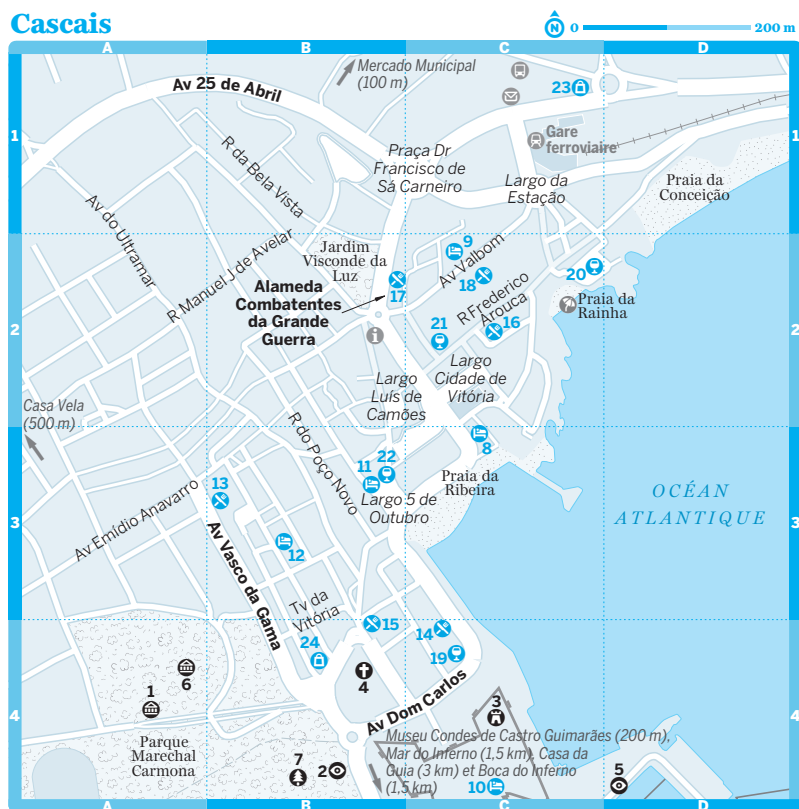 Cascais
N 0 200 m
A B C D
Mercado Municipal
(100 m)
Av 25 de Abril
23
1 1
Gare
ferroviaire
R da Bela Vista
Praça Dr
Francisco de
Sá Carneiro
Largo da
Estação
Praia da
Conceição
Av do Ultramar
R Manuel J de Avelar
Jardim
Visconde da
Luz
9
Av Valbom
18
20
17
Alameda
Combatentes
da Grande
Guerra
R Frederico
Arouca
16
Praia da
Rainha
2 2
21
i
Largo
Cidade de
Vitória
Largo
Luís de
Camões
Casa Vela
(500 m)
R do Poço Novo
8
22
11
Praia da
Ribeira
13
Largo 5 de
Outubro
OCÉAN
ATLANTIQUE
3 3
Av Emídio Anavarro
12
Av Vasco da Gama
Tv da
Vitória
15
14
24
19
4
1
6
Av Dom Carlos
3
4 4
Museu Condes de Castro Guimarães (200 m),
Mar do Inferno (1,5 km), Casa da
Guia (3 km) et Boca do Inferno
(1,5 km)
Parque
Marechal
Carmona
7
2
10
5